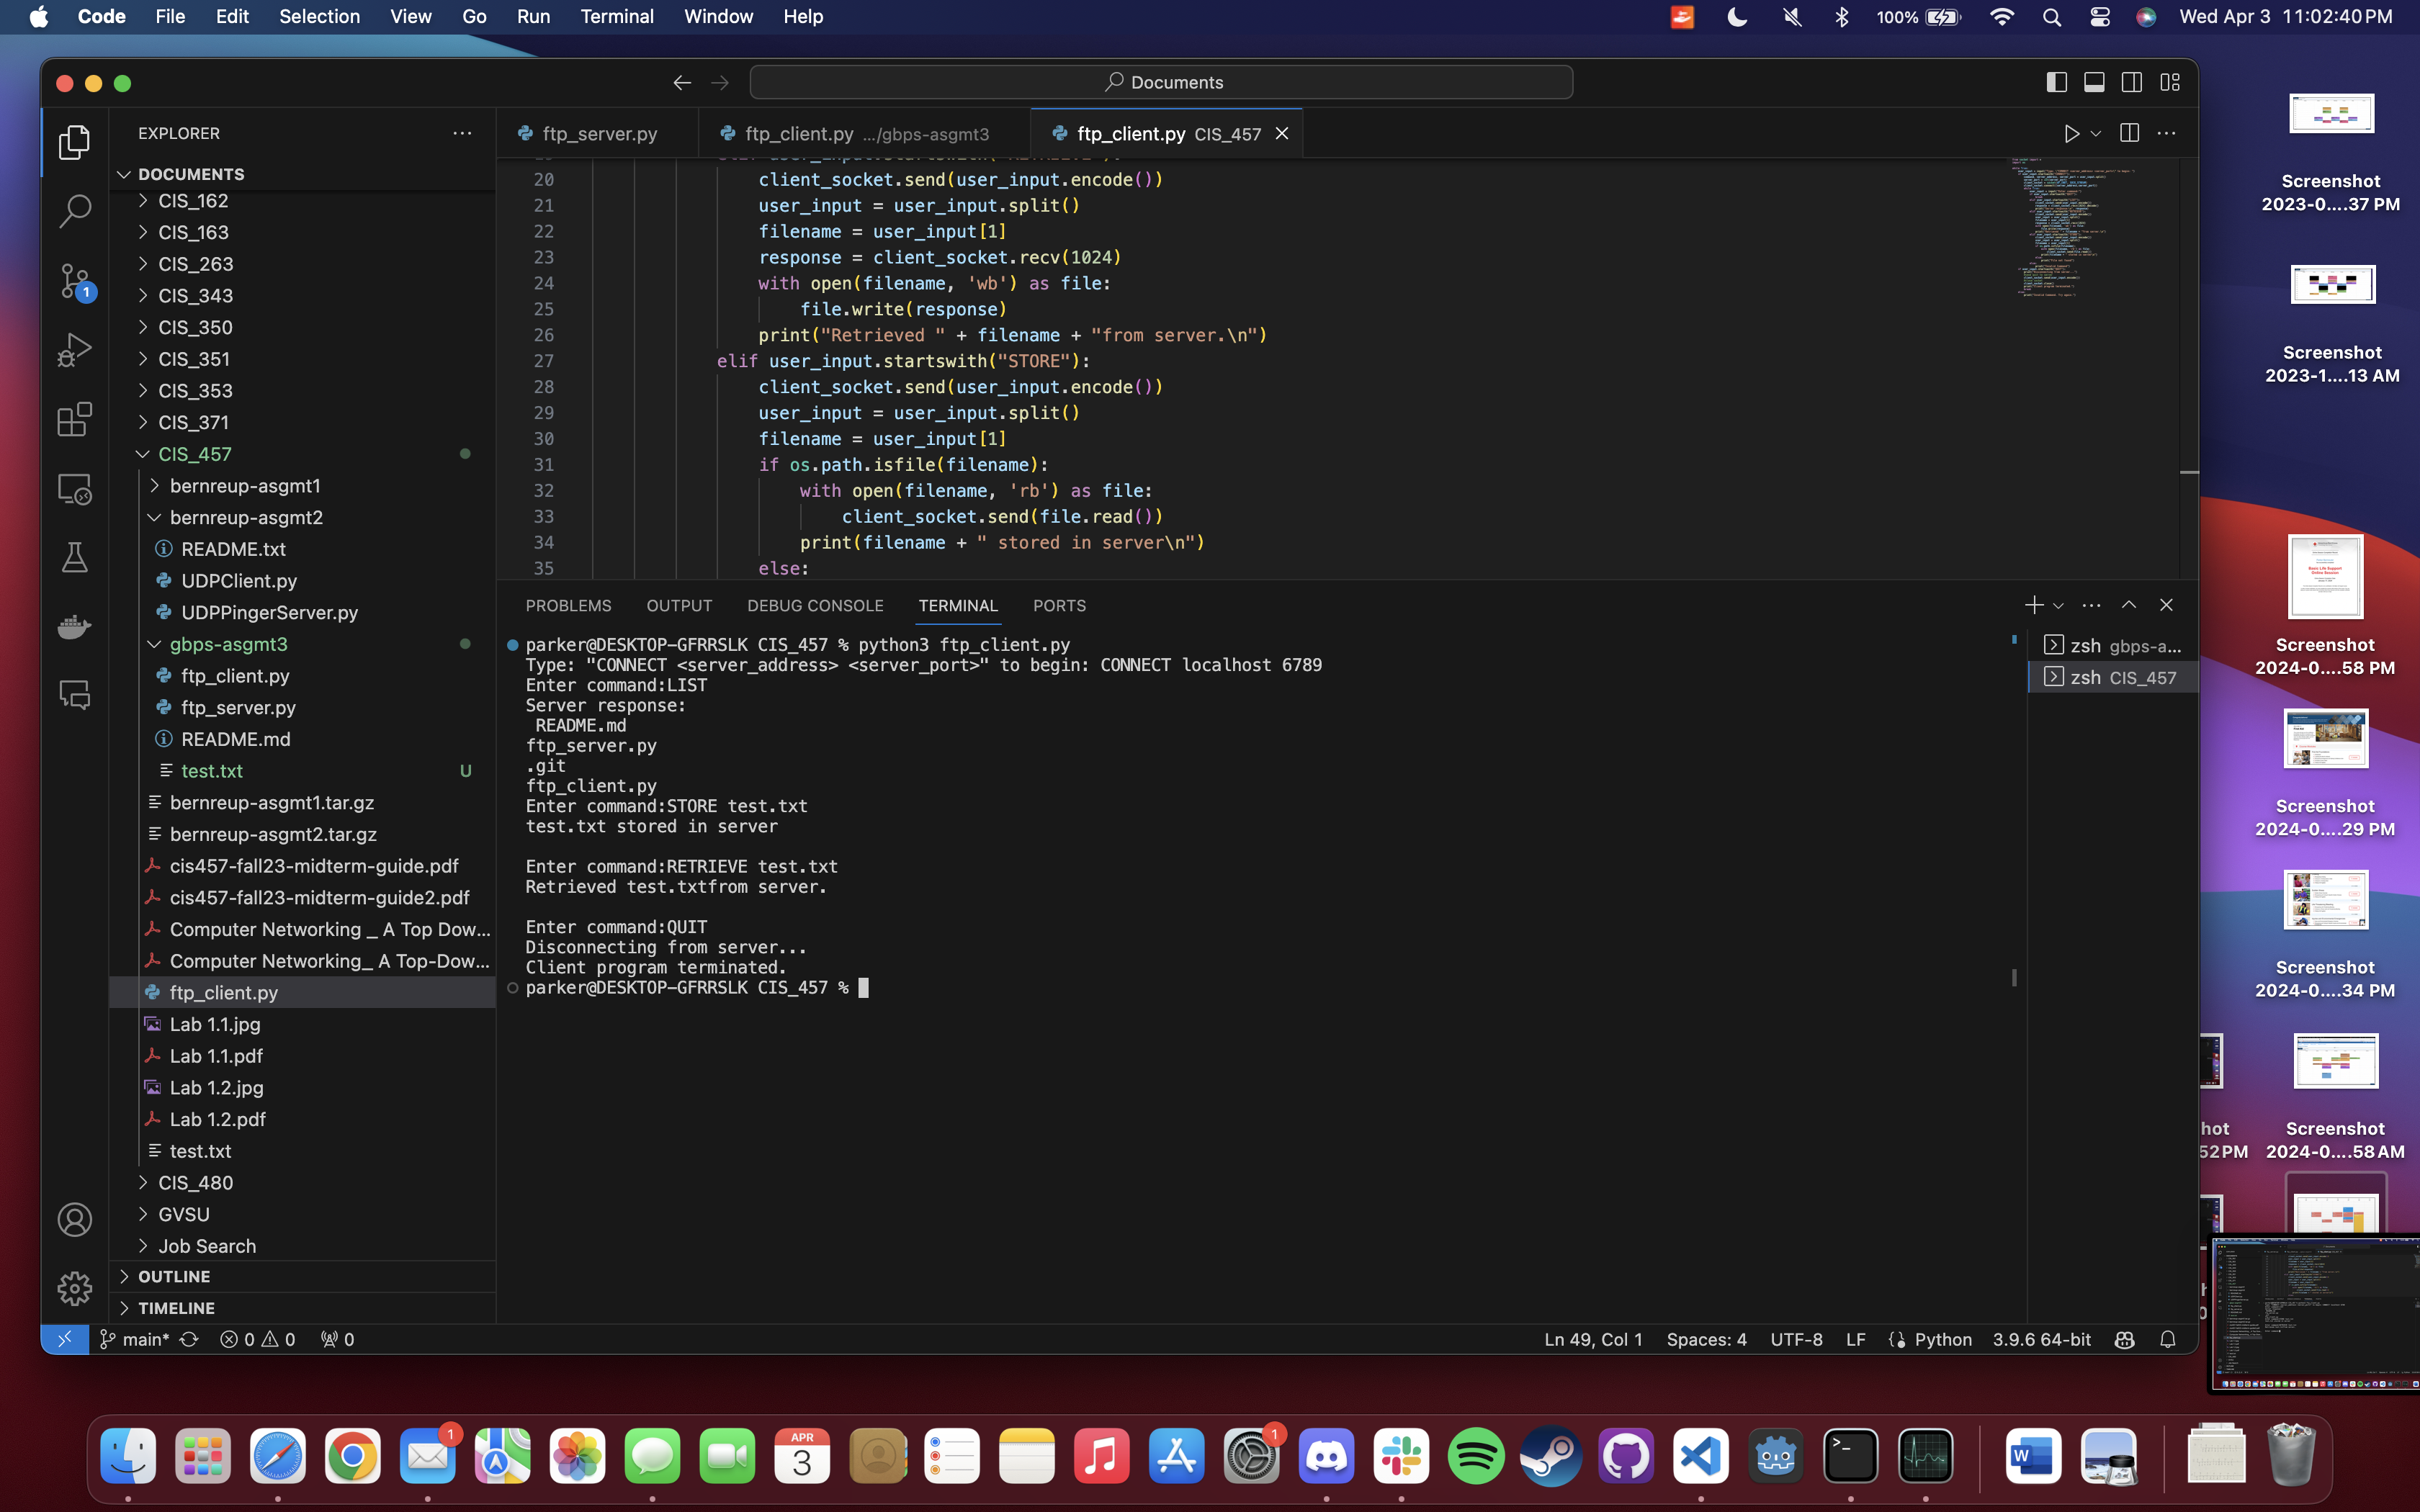 Code File Edit Selection View Go Run Terminal Window Help 100% Wed Apr 3 11:02:40 PM
Documents
EXPLORER
ftp_server.py
ftp_client.py .../gbps-asgmt3
ftp_client.py CIS_457
DOCUMENTS
CIS_162
CIS_163
CIS_263
CIS_343
CIS_350
CIS_351
CIS_353
CIS_371
CIS_457
bernreup-asgmt1
bernreup-asgmt2
README.txt
UDPClient.py
UDPPingerServer.py
gbps-asgmt3
ftp_client.py
ftp_server.py
README.md
test.txt U
bernreup-asgmt1.tar.gz
bernreup-asgmt2.tar.gz
cis457-fall23-midterm-guide.pdf
cis457-fall23-midterm-guide2.pdf
Computer Networking _ A Top Dow...
Computer Networking_ A Top-Dow...
ftp_client.py
Lab 1.1.jpg
Lab 1.1.pdf
Lab 1.2.jpg
Lab 1.2.pdf
test.txt
CIS_480
GVSU
Job Search
OUTLINE
TIMELINE
1
20 client_socket.send(user_input.encode())
21 user_input = user_input.split()
22 filename = user_input[1]
23 response = client_socket.recv(1024)
24 with open(filename, 'wb') as file:
25 file.write(response)
26 print("Retrieved " + filename + "from server.\n")
27 elif user_input.startswith("STORE"):
28 client_socket.send(user_input.encode())
29 user_input = user_input.split()
30 filename = user_input[1]
31 if os.path.isfile(filename):
32 with open(filename, 'rb') as file:
33 client_socket.send(file.read())
34 print(filename + " stored in server\n")
35 else:
PROBLEMS OUTPUT DEBUG CONSOLE TERMINAL PORTS
parker@DESKTOP-GFRRSLK CIS_457 % python3 ftp_client.py
Type: "CONNECT <server_address> <server_port>" to begin: CONNECT localhost 6789
Enter command:LIST
Server response:
README.md
ftp_server.py
.git
ftp_client.py
Enter command:STORE test.txt
test.txt stored in server
Enter command:RETRIEVE test.txt
Retrieved test.txtfrom server.
Enter command:QUIT
Disconnecting from server...
Client program terminated.
parker@DESKTOP-GFRRSLK CIS_457 %
zsh gbps-a...
zsh CIS_457
main* 0 0 0
Ln 49, Col 1 Spaces: 4 UTF-8 LF Python 3.9.6 64-bit
Screenshot
2023-0....37 PM
Screenshot
2023-1....13 AM
Screenshot
2024-0....58 PM
Screenshot
2024-0....29 PM
Screenshot
2024-0....34 PM
hot
52 PM
Screenshot
2024-0....58 AM
1
APR
3
1
W